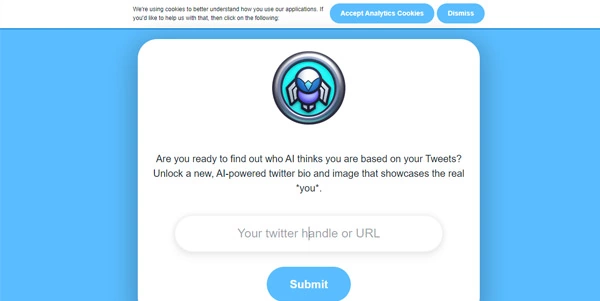 We're using cookies to better understand how you use our applications. If
you'd like to help us with that, then click on the following:
Accept Analytics Cookies
Dismiss
Are you ready to find out who AI thinks you are based on your Tweets?
Unlock a new, AI-powered twitter bio and image that showcases the real
*you*.
Your twitter handle or URL
Submit